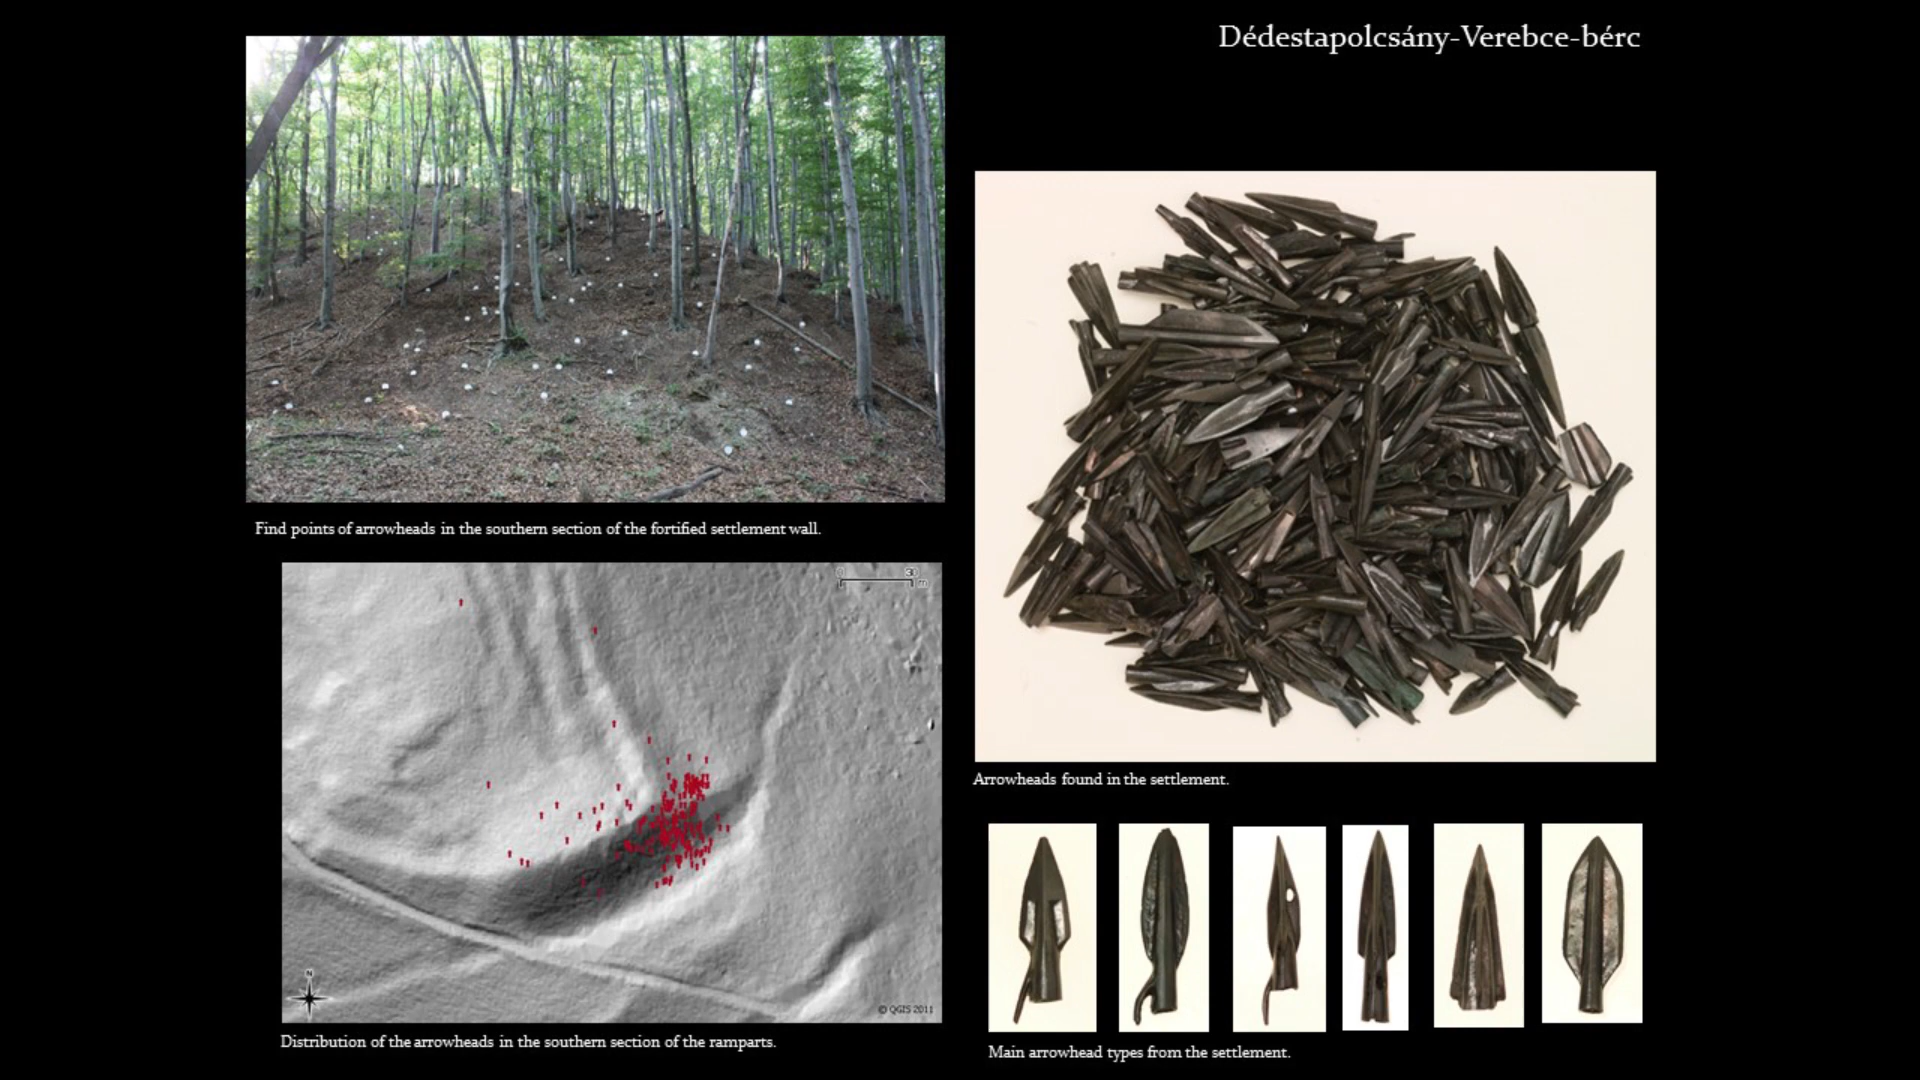 Dédestapolcsány-Verebce-bérc
Find points of arrowheads in the southern section of the fortified settlement wall.
0 30 m
N
© QGIS 2011
Distribution of the arrowheads in the southern section of the ramparts.
Arrowheads found in the settlement.
Main arrowhead types from the settlement.